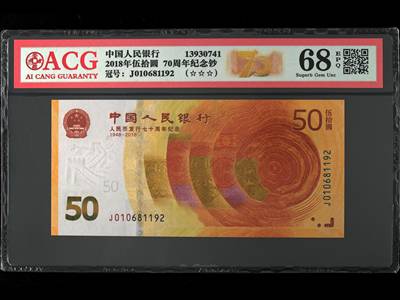 ACG
AI CANG GUARANTY
中国人民银行 13930741
2018年伍拾圆 70周年纪念钞
冠号: J010681192 (☆☆☆)
70
68 EPQ
Superb Gem Unc
中国人民银行
人民币发行七十周年纪念
1948-2018
50
伍拾圆
50
50
J010681192
J010681192